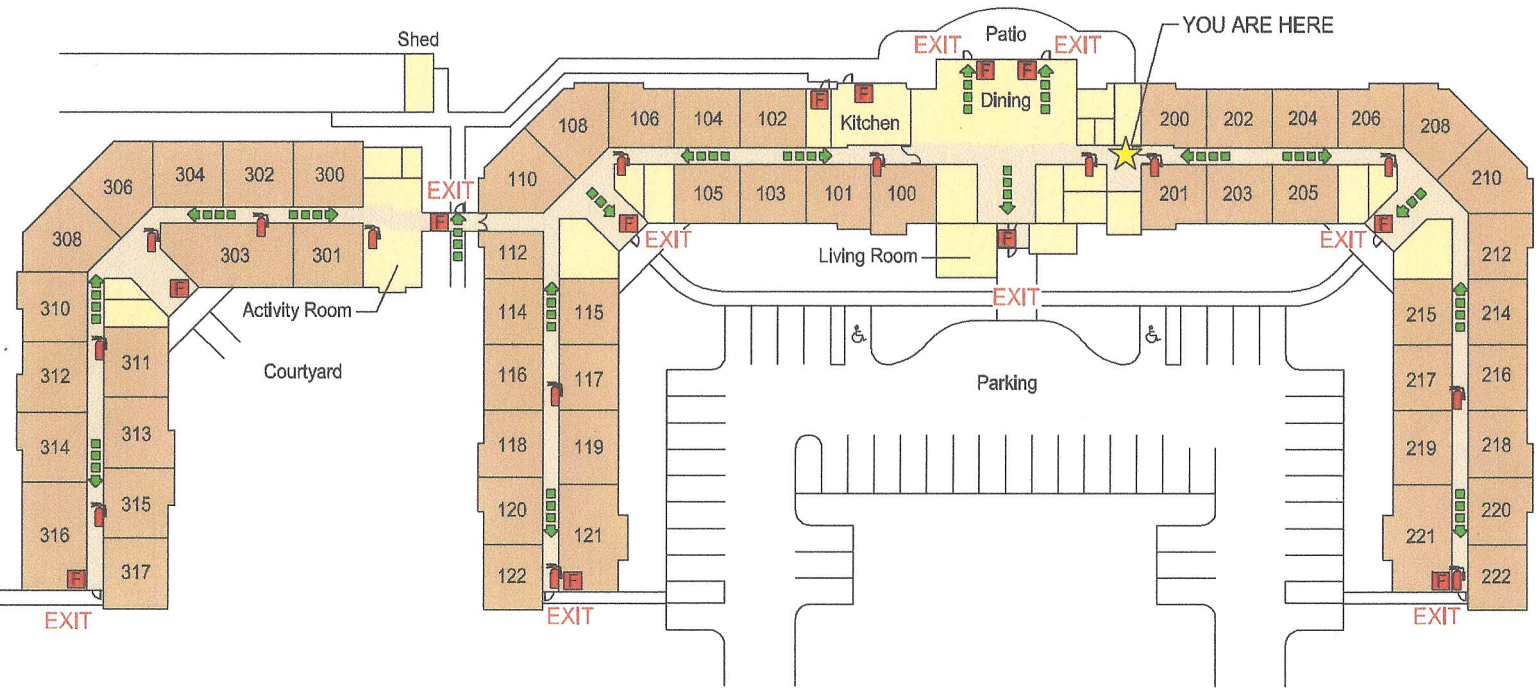 YOU ARE HERE
Shed
EXIT
Patio
EXIT
F
F
F
F
Dining
Kitchen
108
106
104
102
200
202
204
206
208
304
302
300
306
110
210
105
103
101
100
201
203
205
EXIT
F
F
F
F
EXIT
EXIT
308
303
301
112
212
Living Room
F
310
Activity Room
114
115
EXIT
215
214
311
312
Courtyard
116
117
Parking
217
216
313
314
118
119
219
218
315
120
220
316
121
221
317
122
222
F
F
F
EXIT
EXIT
EXIT